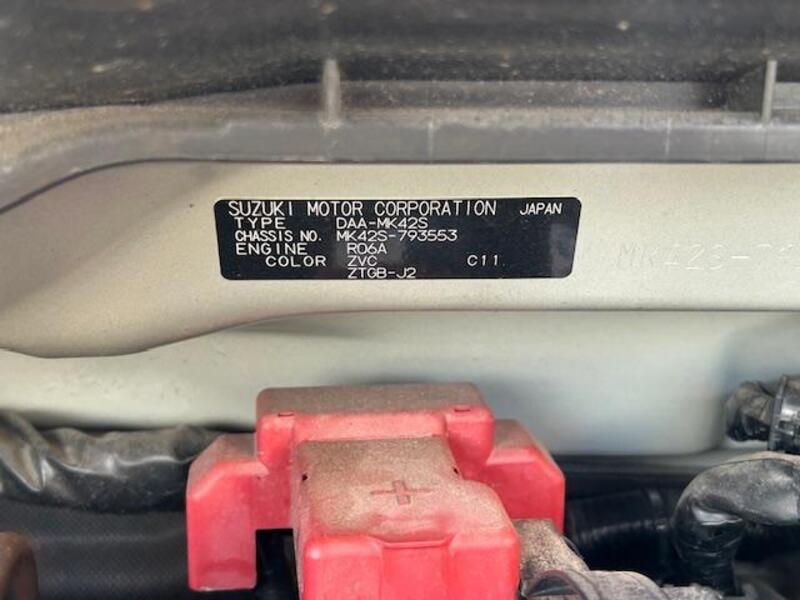 SUZUKI MOTOR CORPORATION JAPAN
TYPE DAA-MK42S
CHASSIS NO. MK42S-793553
ENGINE R06A
COLOR ZVC C11
ZTGB-J2